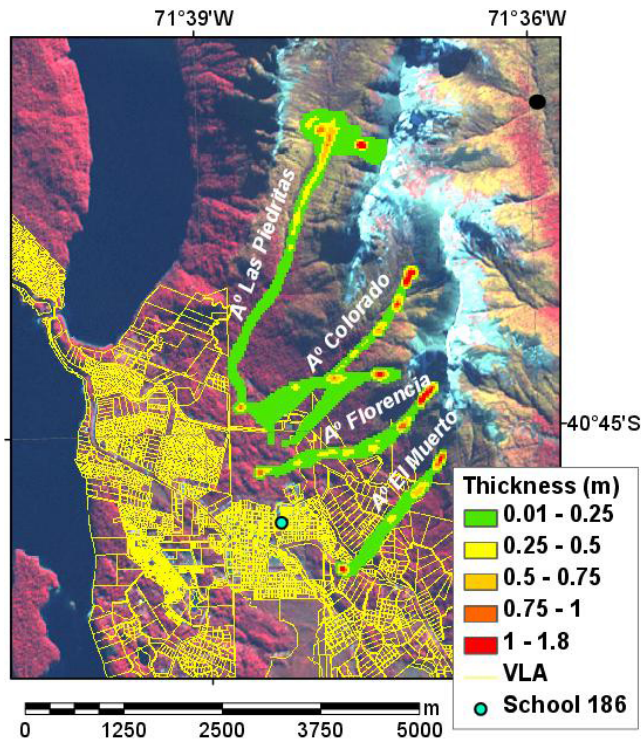 71°39'
71°36'
Aº Las Piedritas
Aº Colorado
Aº Florencia
Aº El Muerto
40°45'S
Thickness (m)
0.01 - 0.25
0.25 - 0.5
0.5 - 0.75
0.75 - 1
1 - 1.8
VLA
School 186
m
0 1250 2500 3750 5000